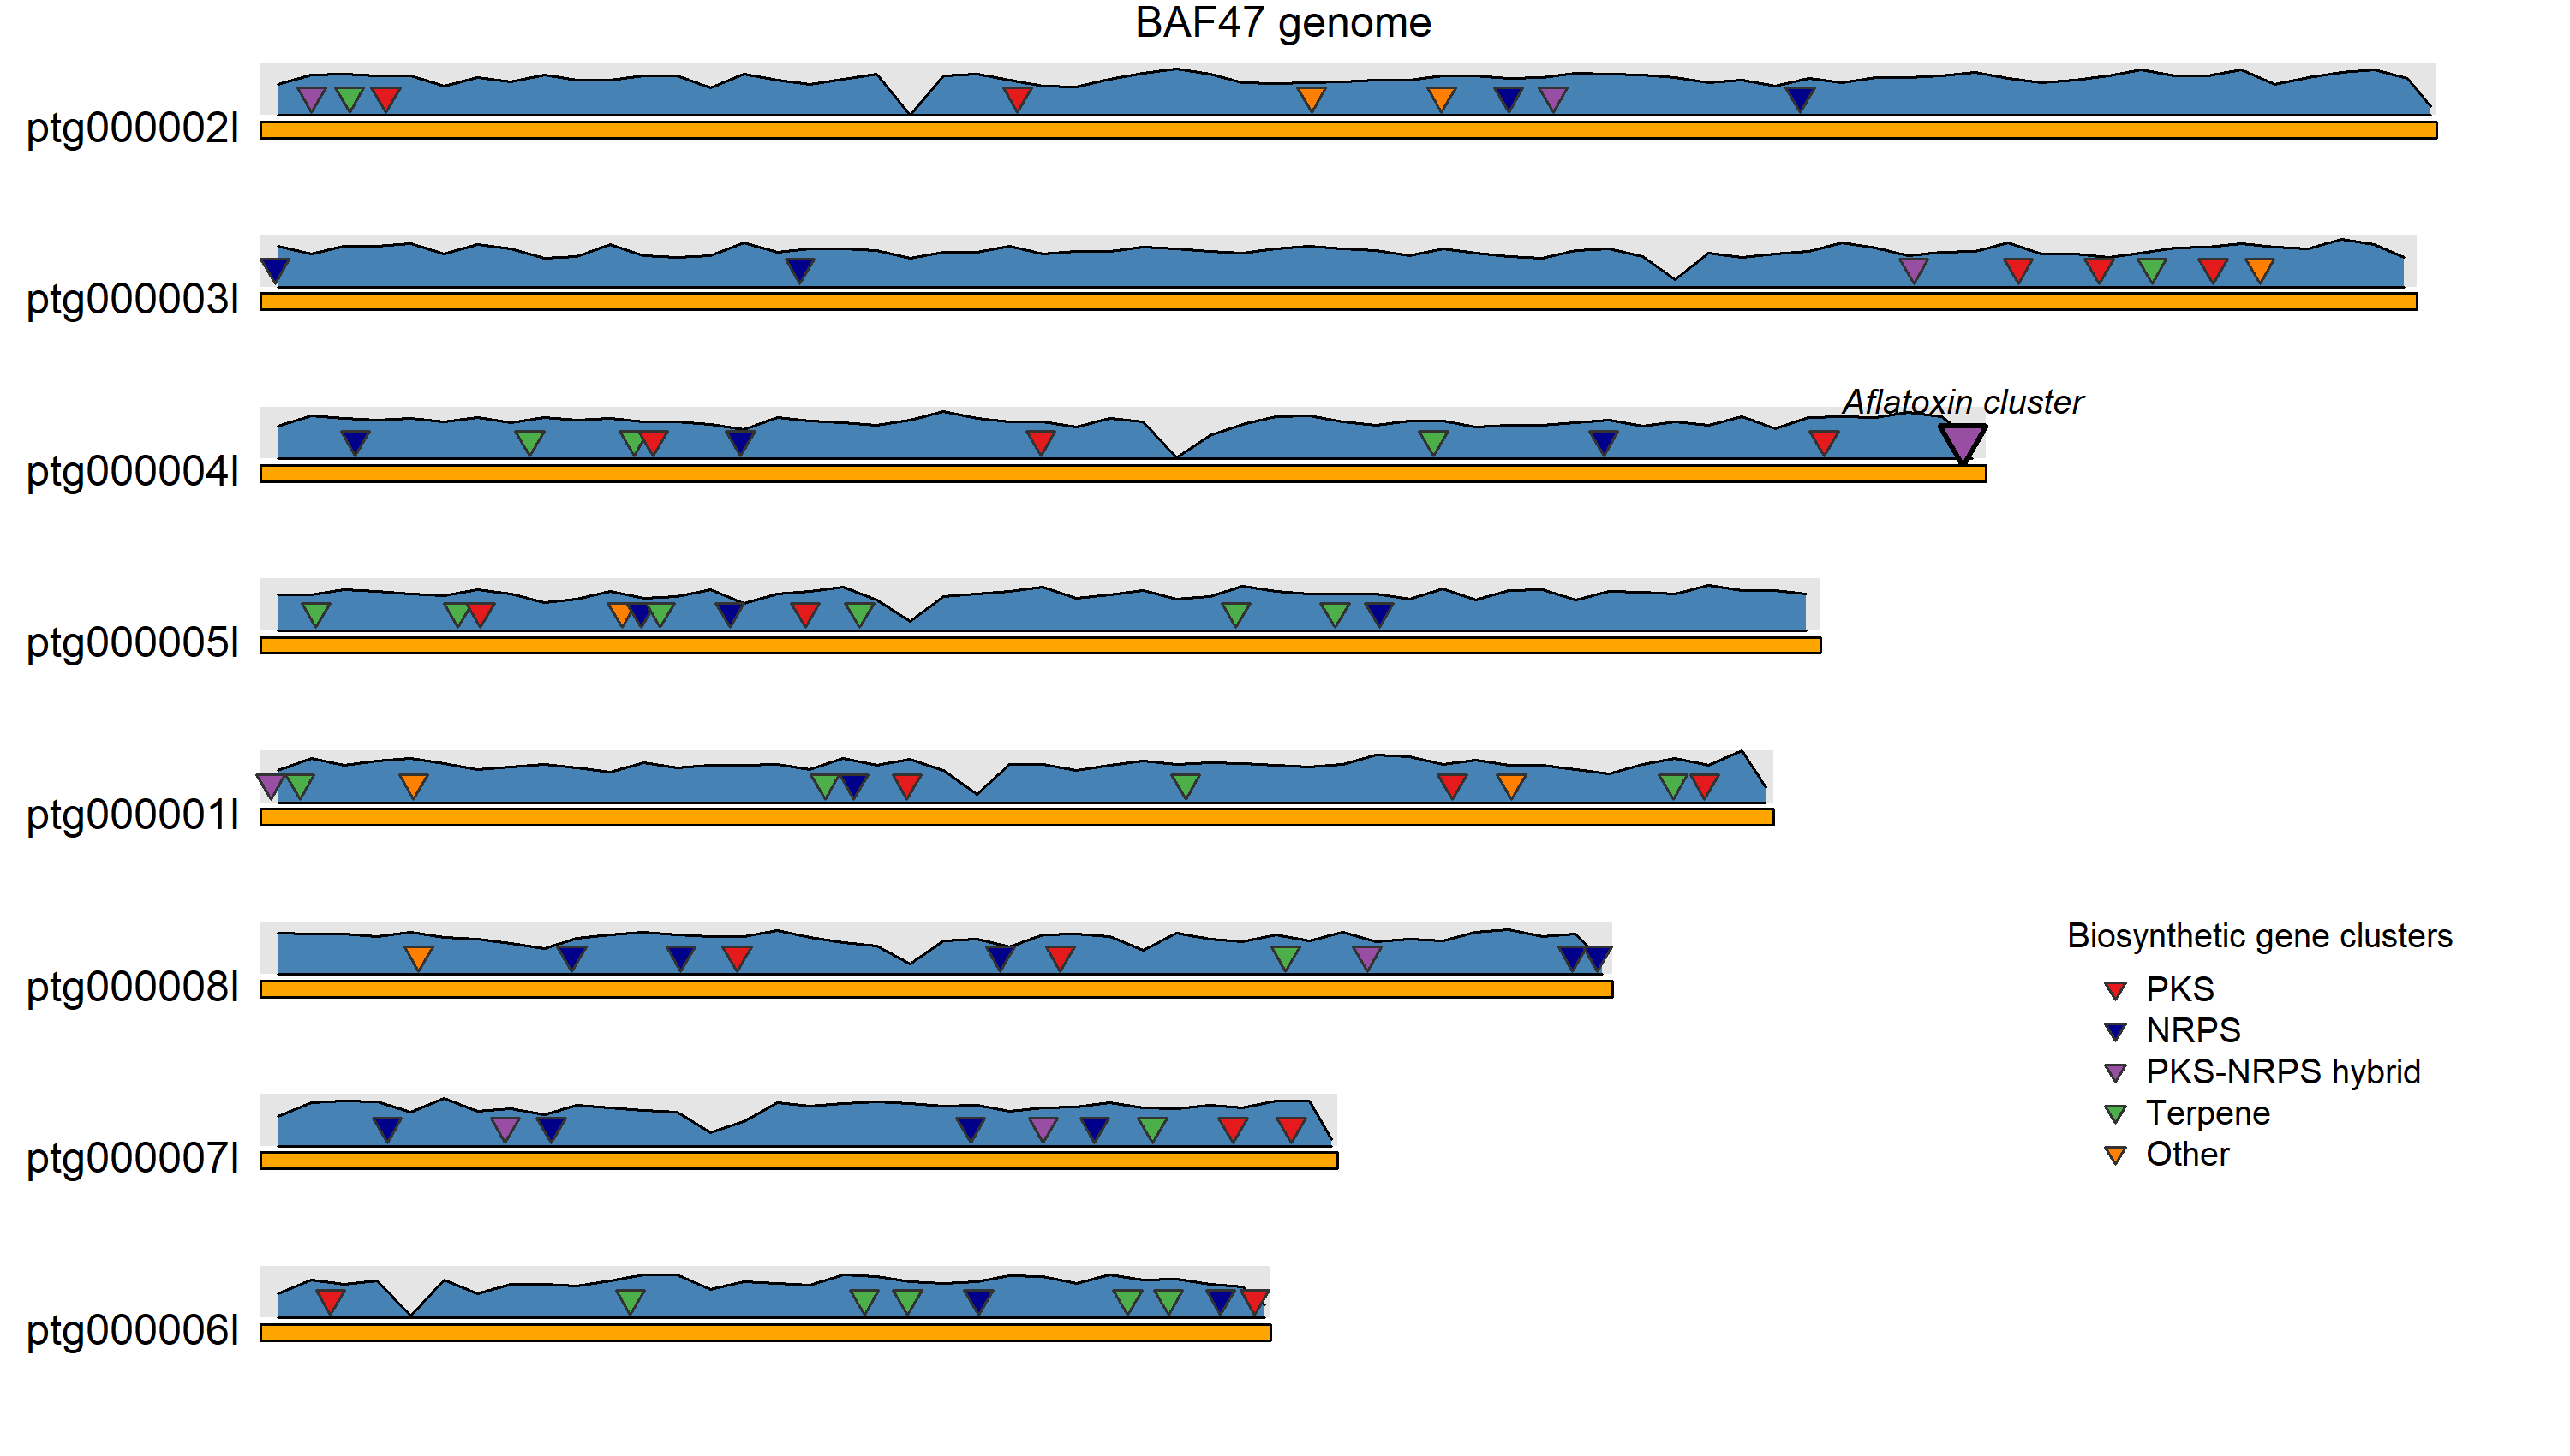 BAF47 genome
ptg000002l
ptg000003l
Aflatoxin cluster
ptg000004l
ptg000005l
ptg000001l
ptg000008l
Biosynthetic gene clusters
PKS
NRPS
PKS-NRPS hybrid
Terpene
Other
ptg000007l
ptg000006l